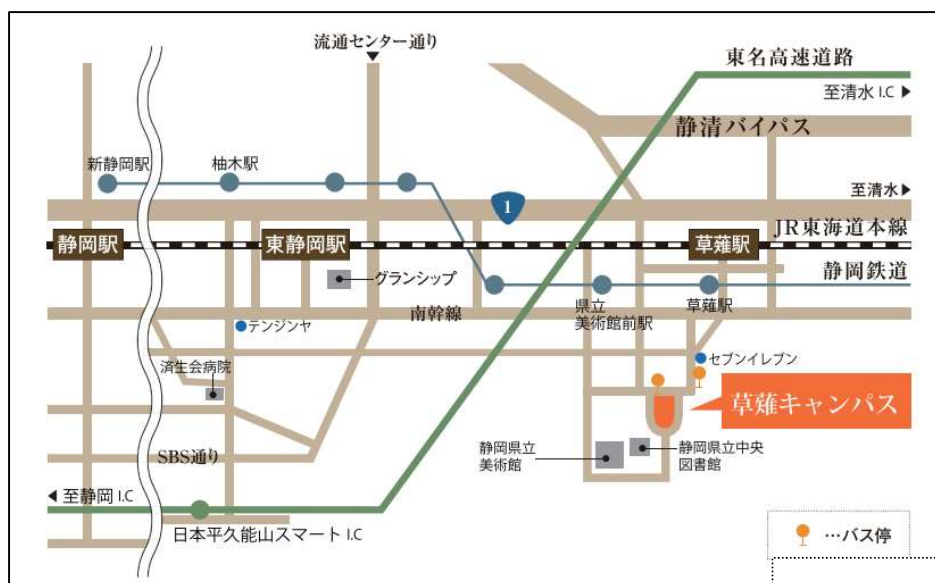 流通センター通り
東名高速道路
至清水 I.C
静清バイパス
新静岡駅
柚木駅
至清水
1
JR東海道本線
静岡駅
東静岡駅
草薙駅
静岡鉄道
グランシップ
県立
美術館前駅
草薙駅
南幹線
テンジンヤ
セブンイレブン
済生会病院
草薙キャンパス
静岡県立
美術館
静岡県立中央
図書館
SBS通り
至静岡 I.C
日本平久能山スマート I.C
…バス停